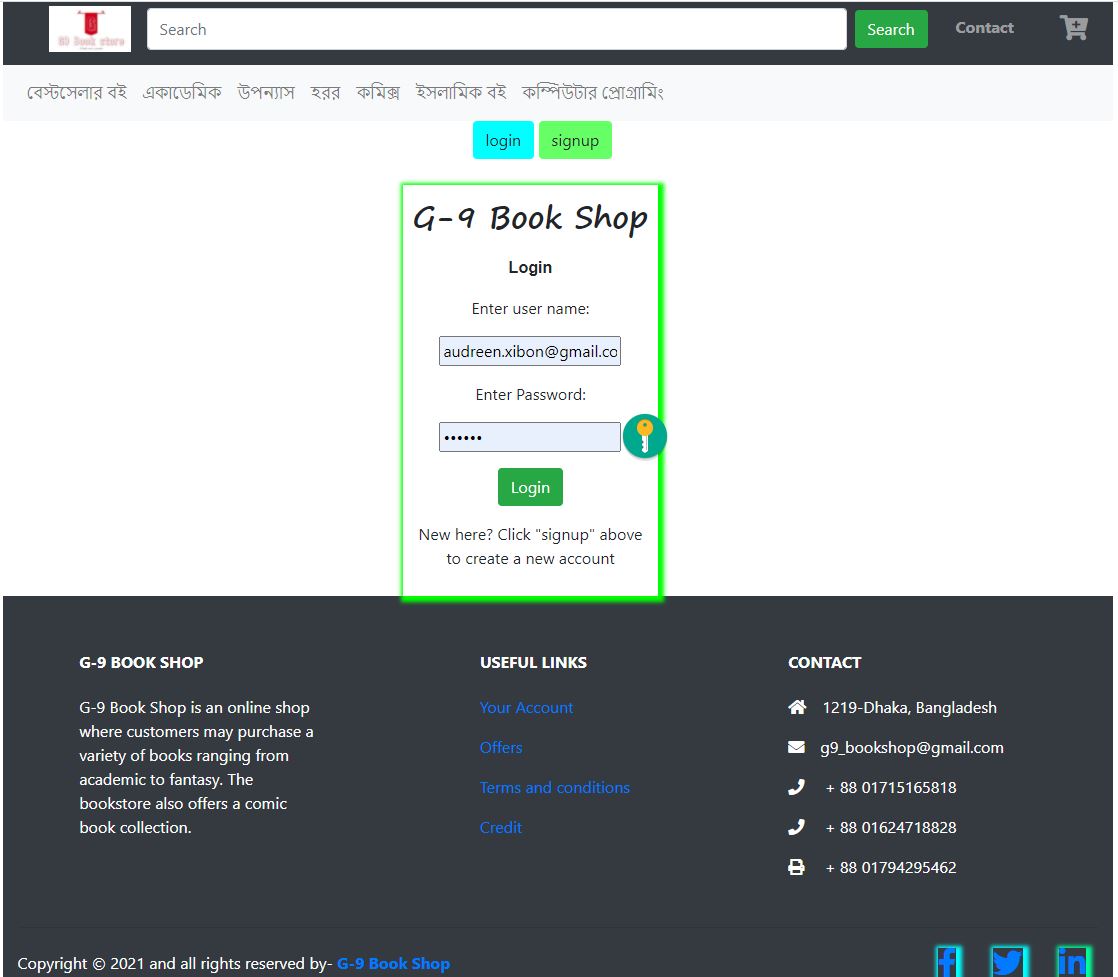 G9 Book store
Search
Search
Contact
বেস্টসেলার বই একাডেমিক উপন্যাস হরর কমিক্স ইসলামিক বই কম্পিউটার প্রোগ্রামিং
login signup
G-9 Book Shop
Login
Enter user name:
audreen.xibon@gmail.co
Enter Password:
••••••
Login
New here? Click "signup" above
to create a new account
G-9 BOOK SHOP
G-9 Book Shop is an online shop
where customers may purchase a
variety of books ranging from
academic to fantasy. The
bookstore also offers a comic
book collection.
USEFUL LINKS
Your Account
Offers
Terms and conditions
Credit
CONTACT
1219-Dhaka, Bangladesh
g9_bookshop@gmail.com
+ 88 01715165818
+ 88 01624718828
+ 88 01794295462
Copyright © 2021 and all rights reserved by- G-9 Book Shop